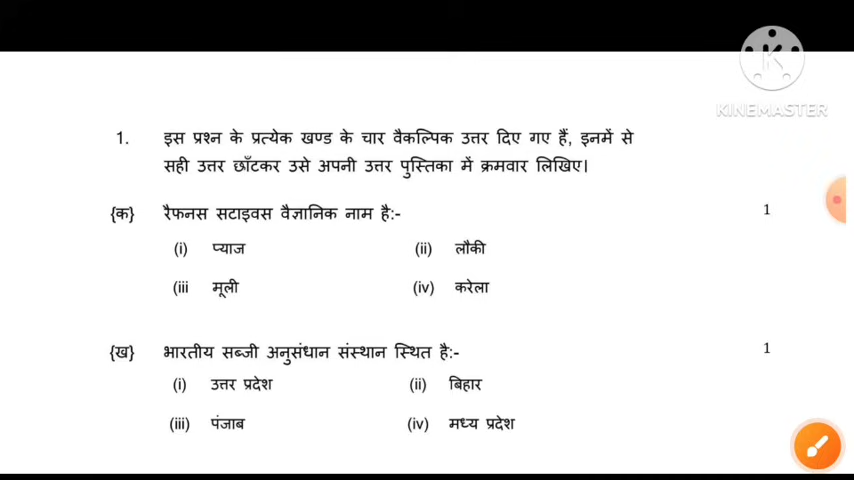 KINEMASTER
1. इस प्रश्न के प्रत्येक खण्ड के चार वैकल्पिक उत्तर दिए गए हैं, इनमें से
सही उत्तर छाँटकर उसे अपनी उत्तर पुस्तिका में क्रमवार लिखिए।
{क} रैफनस सटाइवस वैज्ञानिक नाम है:- 1
(i) प्याज (ii) लौकी
(iii मूली (iv) करेला
{ख} भारतीय सब्जी अनुसंधान संस्थान स्थित है:- 1
(i) उत्तर प्रदेश (ii) बिहार
(iii) पंजाब (iv) मध्य प्रदेश